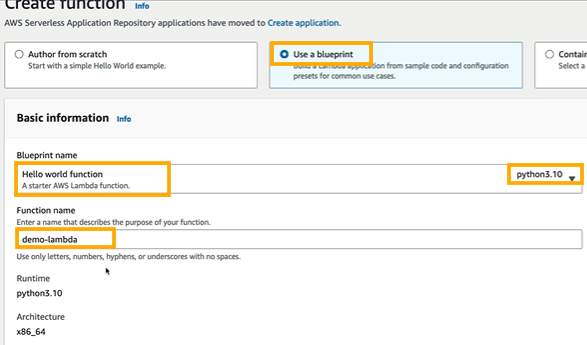 Create function Info
AWS Serverless Application Repository applications have moved to Create application.
Author from scratch
Start with a simple Hello World example.
Use a blueprint
Build a Lambda application from sample code and configuration
presets for common use cases.
Contain
Select a
Basic information Info
Blueprint name
Hello world function
A starter AWS Lambda function.
python3.10
Function name
Enter a name that describes the purpose of your function.
demo-lambda
Use only letters, numbers, hyphens, or underscores with no spaces.
Runtime
python3.10
Architecture
x86_64